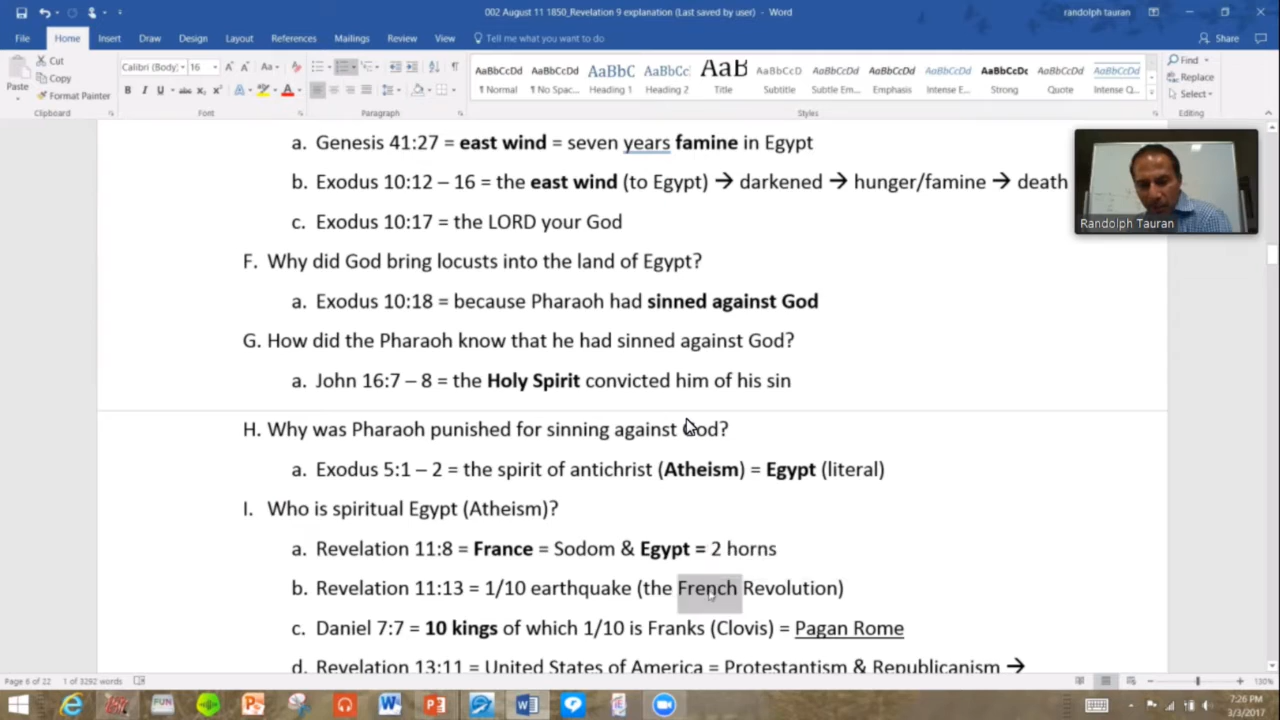 002 August 11 1850_Revelation 9 explanation (Last saved by user) - Word
randolph tauran
File Home Insert Draw Design Layout References Mailings Review View Tell me what you want to do Share
Paste
Cut
Copy
Format Painter
Clipboard
Calibri (Body) 16
Font
Paragraph
AaBbCcDd AaBbCcDd AaBbC AaBbCc AaB AaBbCcD AaBbCcDd AaBbCcDd AaBbCcDd AaBbCcDc AaBbCcDd AaBbCcDd
¶ Normal ¶ No Spac... Heading 1 Heading 2 Title Subtitle Subtle Em... Emphasis Intense E... Strong Quote Intense Q...
Styles
Find
Replace
Select
Editing
a. Genesis 41:27 = east wind = seven years famine in Egypt
b. Exodus 10:12 – 16 = the east wind (to Egypt) → darkened → hunger/famine → death
c. Exodus 10:17 = the LORD your God
Randolph Tauran
F. Why did God bring locusts into the land of Egypt?
a. Exodus 10:18 = because Pharaoh had sinned against God
G. How did the Pharaoh know that he had sinned against God?
a. John 16:7 – 8 = the Holy Spirit convicted him of his sin
H. Why was Pharaoh punished for sinning against God?
a. Exodus 5:1 – 2 = the spirit of antichrist (Atheism) = Egypt (literal)
I. Who is spiritual Egypt (Atheism)?
a. Revelation 11:8 = France = Sodom & Egypt = 2 horns
b. Revelation 11:13 = 1/10 earthquake (the French Revolution)
c. Daniel 7:7 = 10 kings of which 1/10 is Franks (Clovis) = Pagan Rome
d. Revelation 13:11 = United States of America = Protestantism & Republicanism →
Page 6 of 22 1 of 3292 words
130%
7:26 PM
3/3/2017